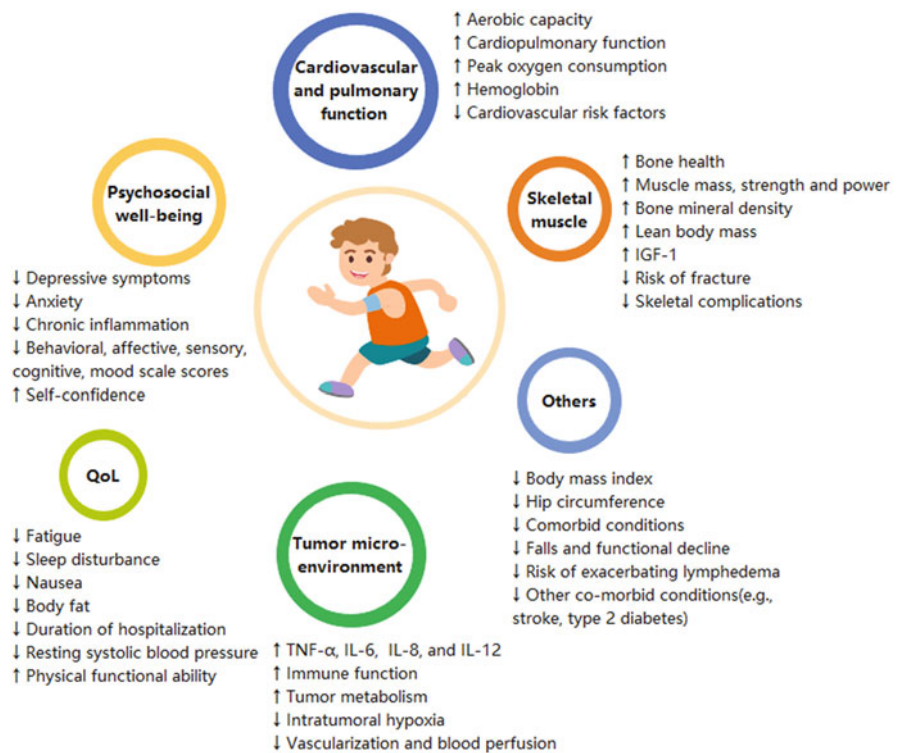 Cardiovascular
and pulmonary
function
↑ Aerobic capacity
↑ Cardiopulmonary function
↑ Peak oxygen consumption
↑ Hemoglobin
↓ Cardiovascular risk factors
Skeletal
muscle
↑ Bone health
↑ Muscle mass, strength and power
↑ Bone mineral density
↑ Lean body mass
↑ IGF-1
↓ Risk of fracture
↓ Skeletal complications
Psychosocial
well-being
↓ Depressive symptoms
↓ Anxiety
↓ Chronic inflammation
↓ Behavioral, affective, sensory,
cognitive, mood scale scores
↑ Self-confidence
Others
↓ Body mass index
↓ Hip circumference
↓ Comorbid conditions
↓ Falls and functional decline
↓ Risk of exacerbating lymphedema
↓ Other co-morbid conditions(e.g.,
stroke, type 2 diabetes)
QoL
↓ Fatigue
↓ Sleep disturbance
↓ Nausea
↓ Body fat
↓ Duration of hospitalization
↓ Resting systolic blood pressure
↑ Physical functional ability
Tumor micro-
environment
↑ TNF-α, IL-6, IL-8, and IL-12
↑ Immune function
↑ Tumor metabolism
↓ Intratumoral hypoxia
↓ Vascularization and blood perfusion